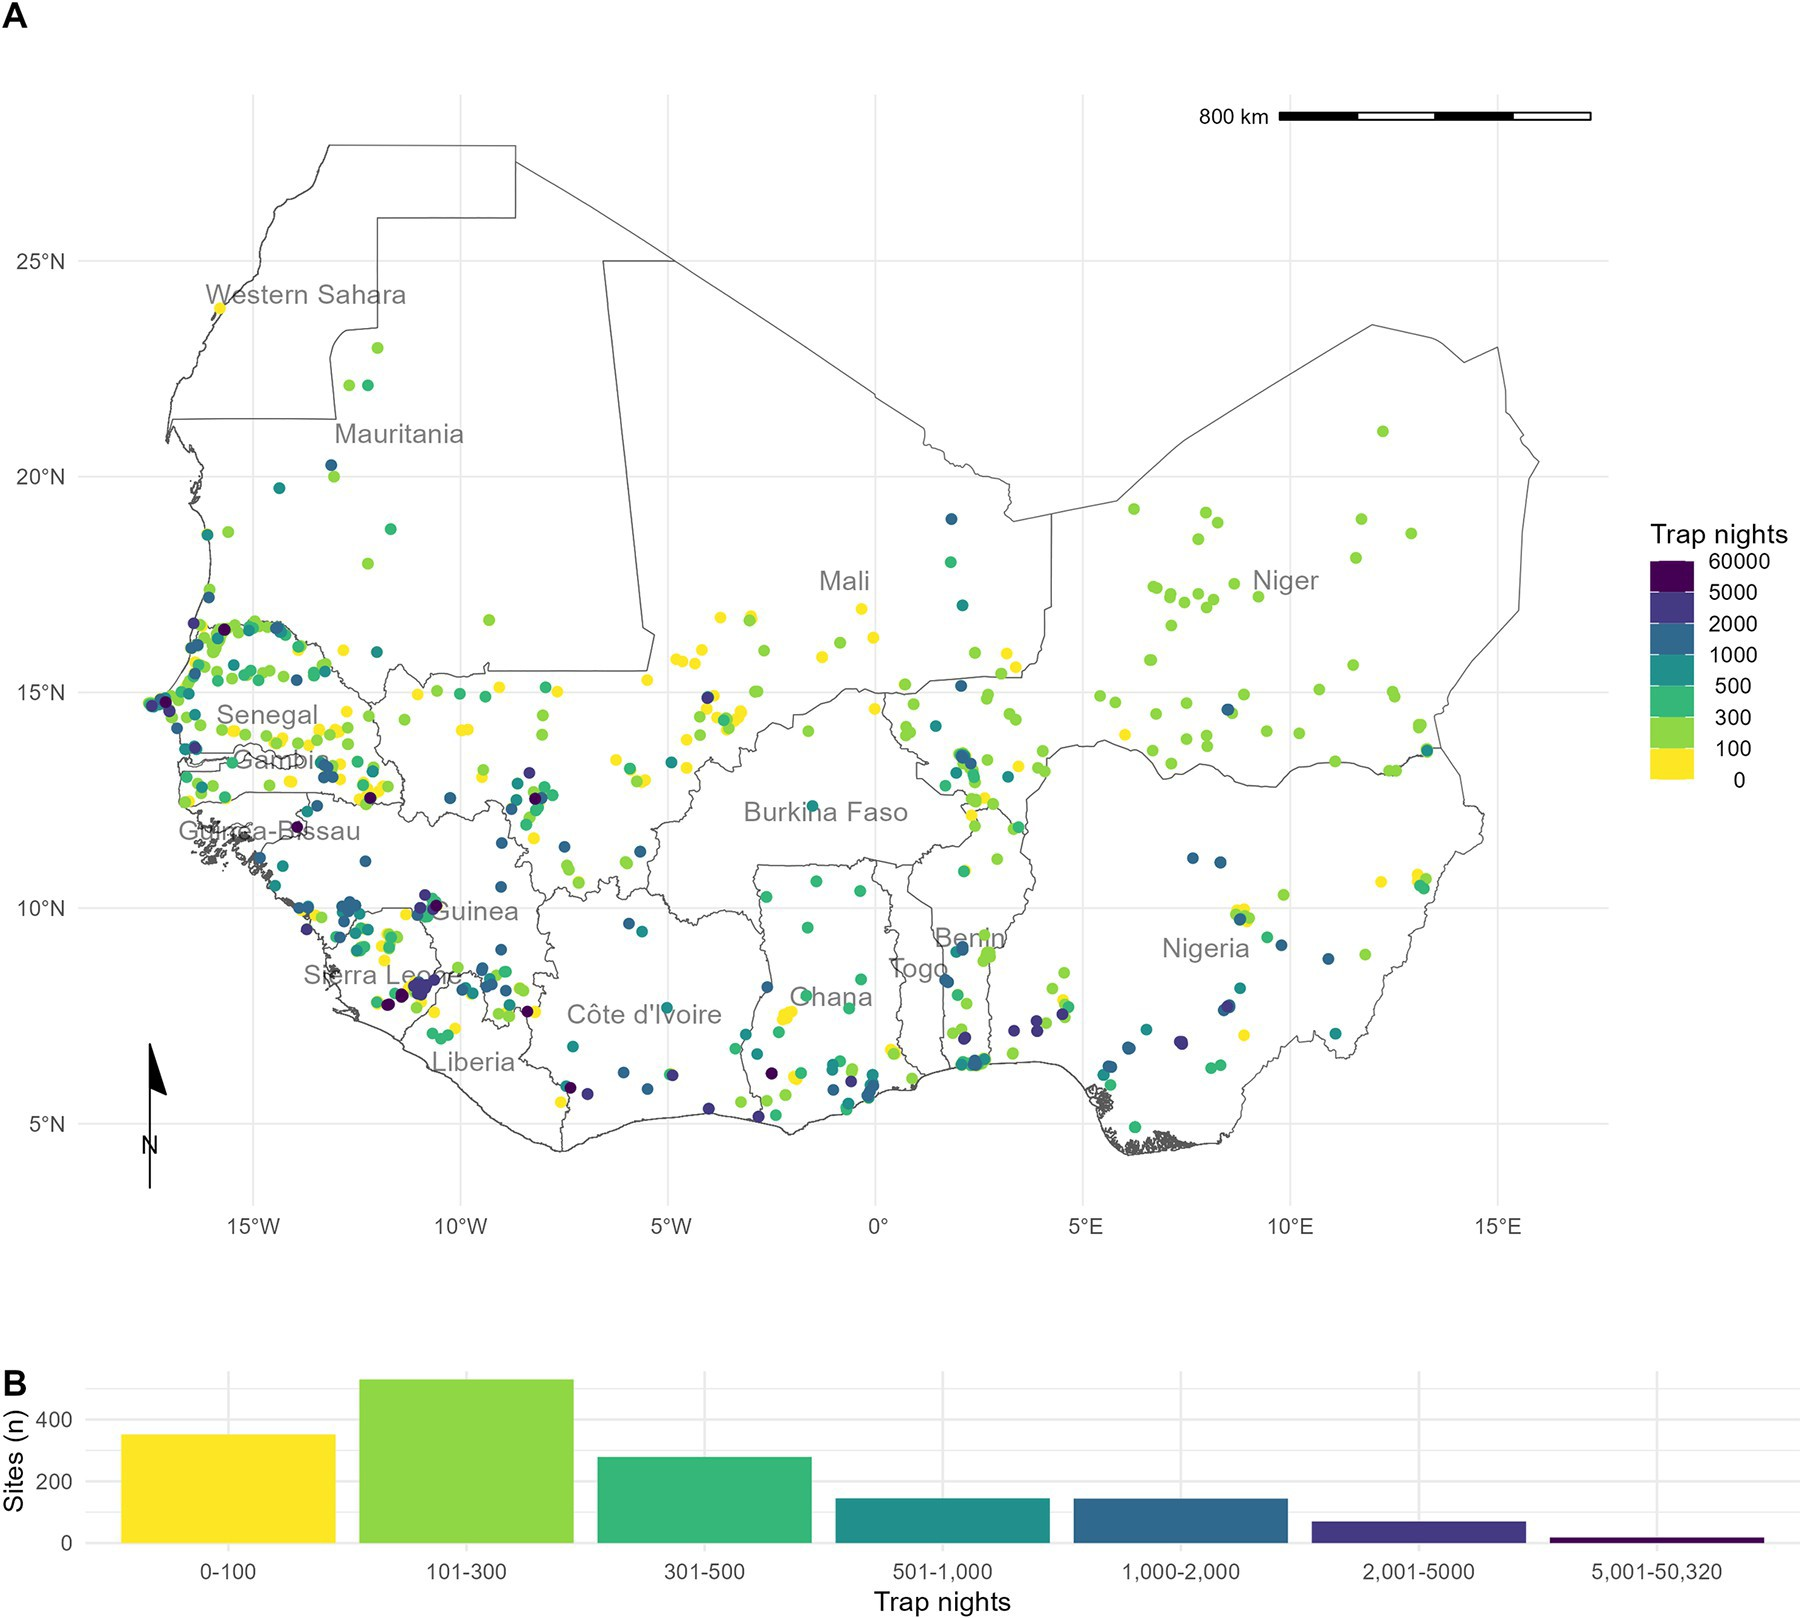 A
800 km
25°N
Western Sahara
Mauritania
20°N
Trap nights
60000
5000
2000
1000
500
300
100
0
Mali
Niger
15°N
Senegal
Gambia
Burkina Faso
Guinea-Bissau
10°N
Guinea
Benin
Nigeria
Togo
Sierra Leone
Ghana
Côte d'Ivoire
Liberia
5°N
N
15°W
10°W
5°W
0°
5°E
10°E
15°E
B
Sites (n)
400
200
0
0-100
101-300
301-500
501-1,000
1,000-2,000
2,001-5000
5,001-50,320
Trap nights